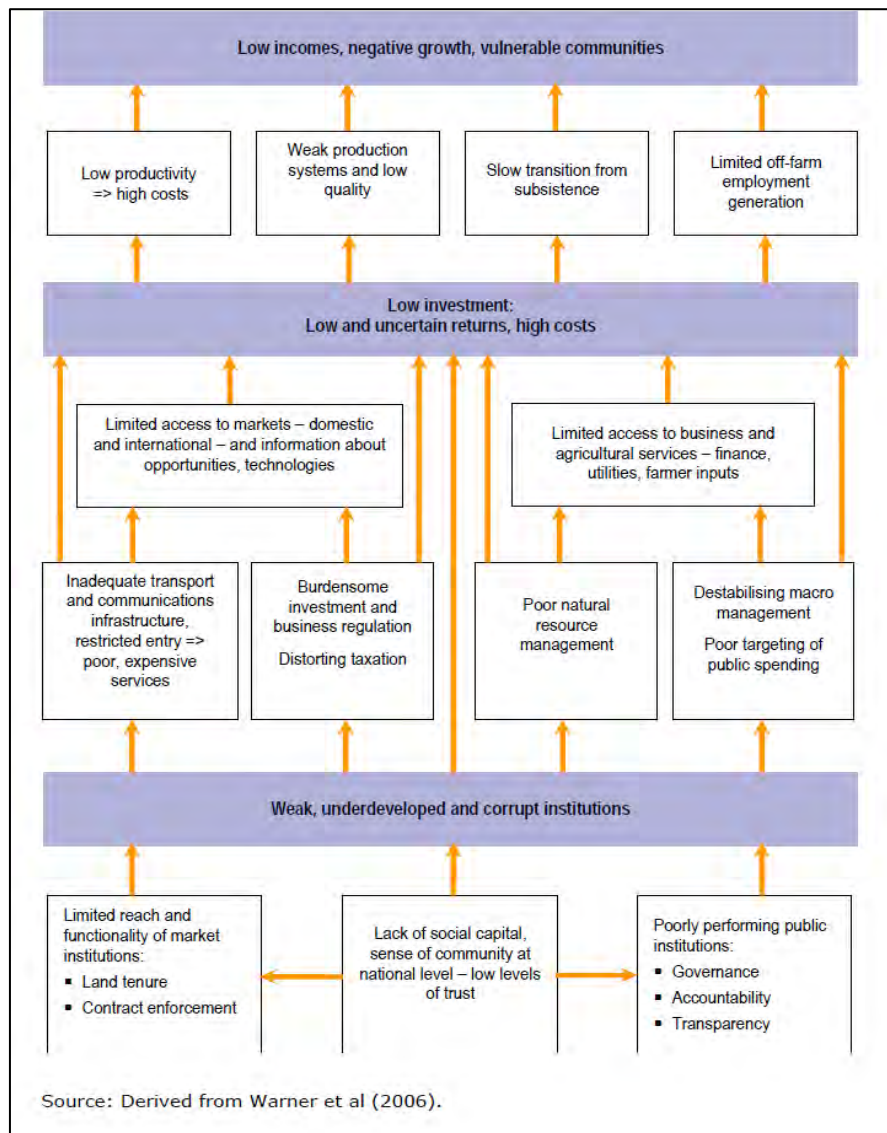 Low incomes, negative growth, vulnerable communities
Low productivity
=> high costs
Weak production
systems and low
quality
Slow transition from
subsistence
Limited off-farm
employment
generation
Low investment:
Low and uncertain returns, high costs
Limited access to markets – domestic
and international – and information about
opportunities, technologies
Limited access to business and
agricultural services – finance,
utilities, farmer inputs
Inadequate transport
and communications
infrastructure,
restricted entry =>
poor, expensive
services
Burdensome
investment and
business regulation
Distorting taxation
Poor natural
resource
management
Destabilising macro
management
Poor targeting of
public spending
Weak, underdeveloped and corrupt institutions
Limited reach and
functionality of market
institutions:
▪ Land tenure
▪ Contract enforcement
Lack of social capital,
sense of community at
national level – low levels
of trust
Poorly performing public
institutions:
▪ Governance
▪ Accountability
▪ Transparency
Source: Derived from Warner et al (2006).